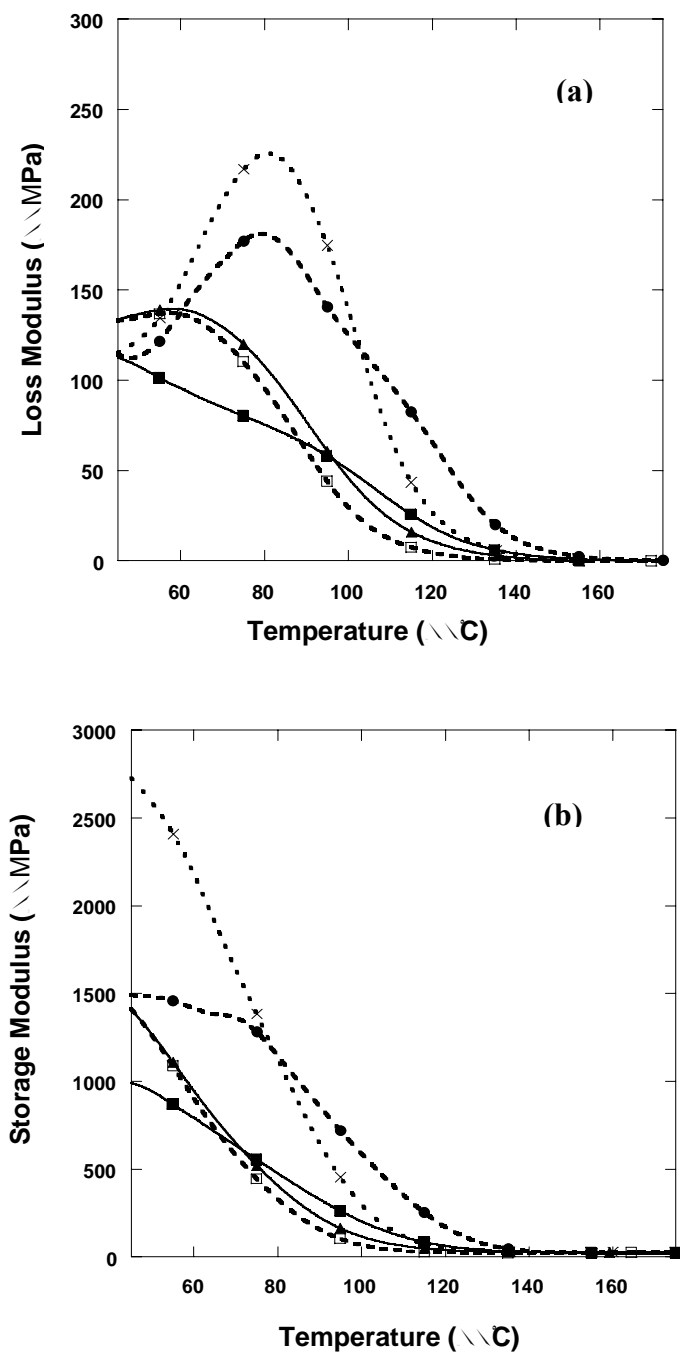 300
250
200
150
100
50
0
(a)
Loss Modulus (\\MPa)
60 80 100 120 140 160
Temperature (\\°C)
3000
2500
2000
1500
1000
500
0
(b)
Storage Modulus (\\MPa)
60 80 100 120 140 160
Temperature (\\°C)